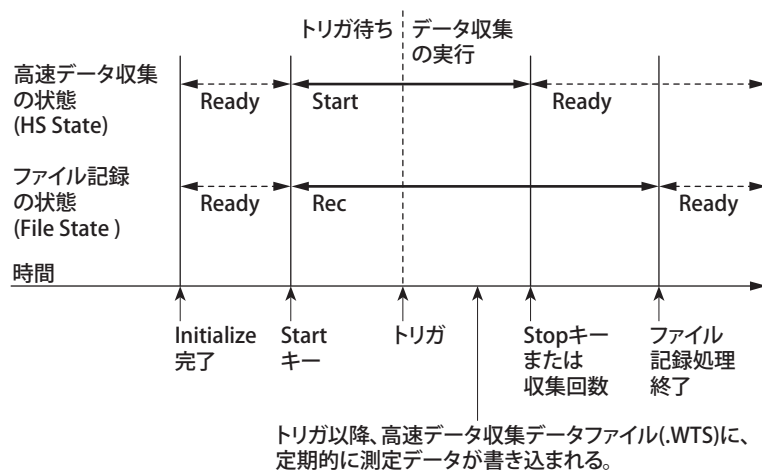 トリガ待ち
データ収集
の実行
高速データ収集
の状態
(HS State)
Ready
Start
Ready
ファイル記録
の状態
(File State )
Ready
Rec
Ready
時間
Initialize
完了
Start
キー
トリガ
Stopキー
または
収集回数
ファイル
記録処理
終了
トリガ以降、高速データ収集データファイル(.WTS)に、
定期的に測定データが書き込まれる。